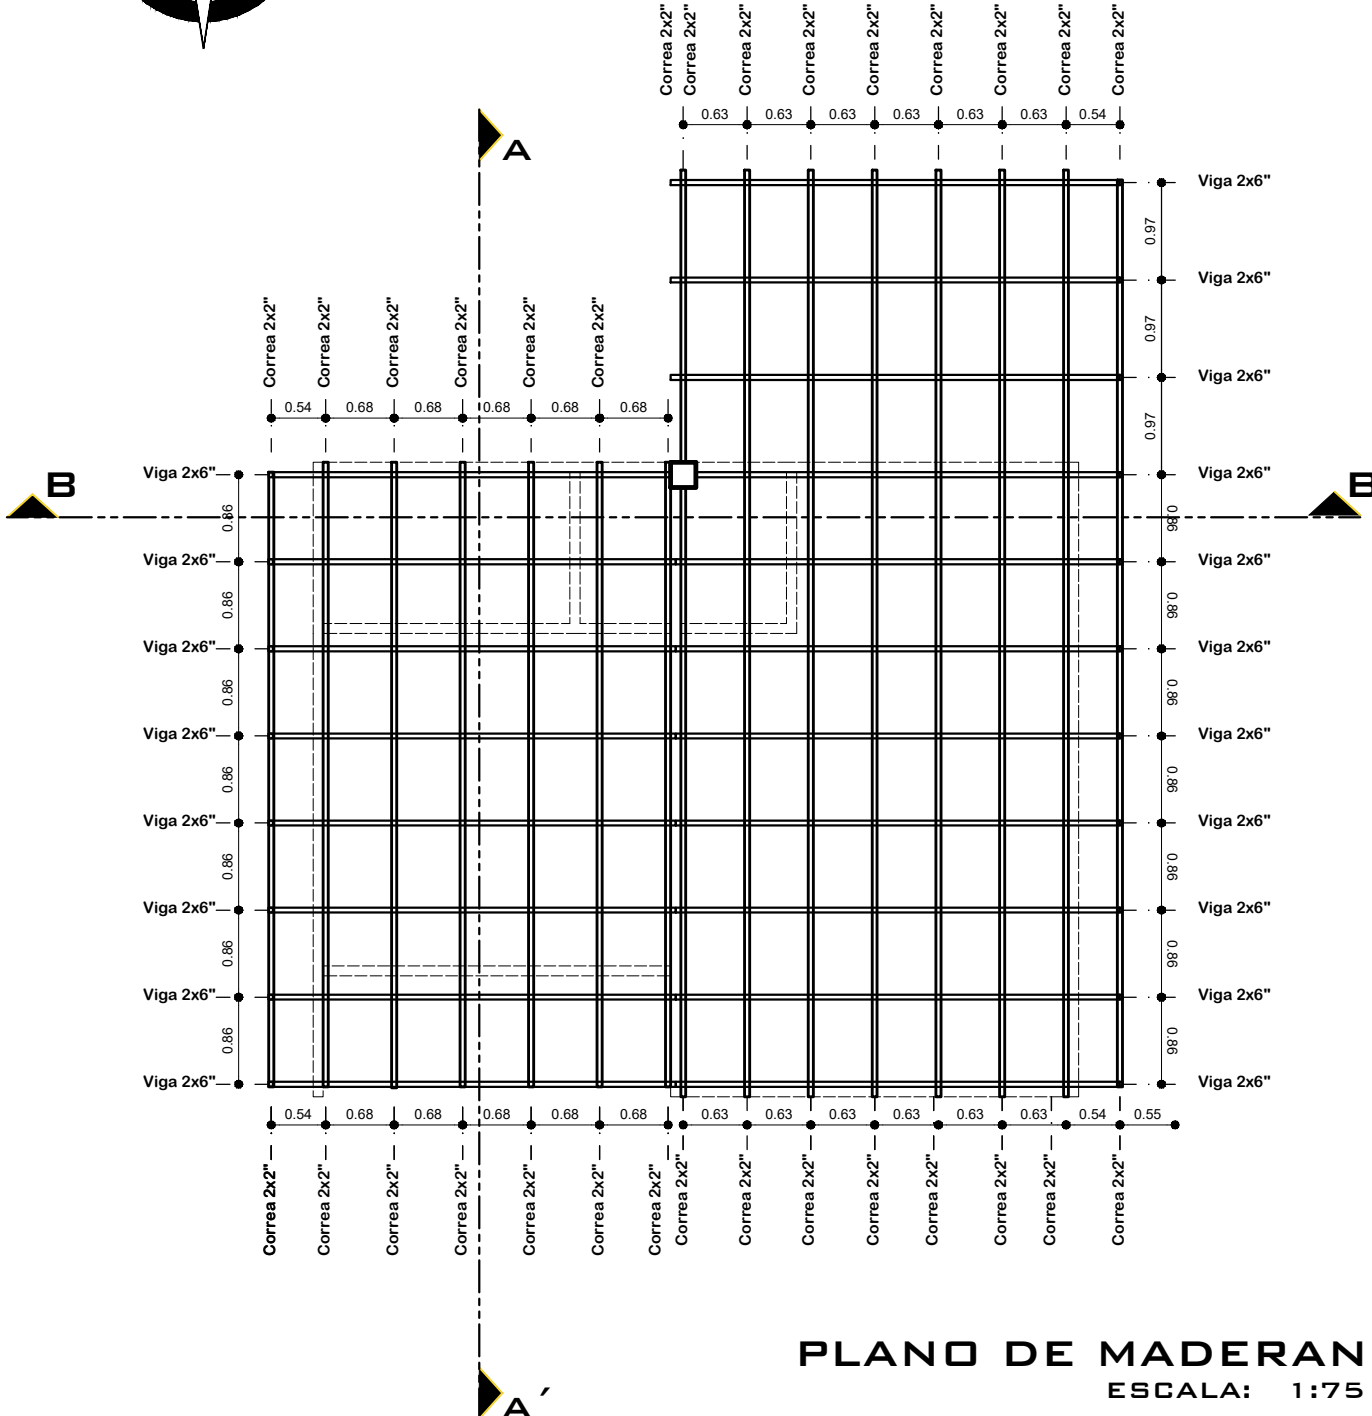 Correa 2x2" Correa 2x2" Correa 2x2" Correa 2x2" Correa 2x2" Correa 2x2" Correa 2x2" Correa 2x2" Correa 2x2"
0.63 0.63 0.63 0.63 0.63 0.63 0.54
A
Viga 2x6"
0.97
Viga 2x6"
0.97
Viga 2x6"
0.97
Correa 2x2" Correa 2x2" Correa 2x2" Correa 2x2" Correa 2x2" Correa 2x2"
0.54 0.68 0.68 0.68 0.68 0.68
B Viga 2x6" Viga 2x6" B
0.86 0.86
Viga 2x6" Viga 2x6"
0.86 0.86
Viga 2x6" Viga 2x6"
0.86 0.86
Viga 2x6" Viga 2x6"
0.86 0.86
Viga 2x6" Viga 2x6"
0.86 0.86
Viga 2x6" Viga 2x6"
0.86 0.86
Viga 2x6" Viga 2x6"
0.86 0.86
Viga 2x6" Viga 2x6"
0.54 0.68 0.68 0.68 0.68 0.68 0.63 0.63 0.63 0.63 0.63 0.63 0.54 0.55
Correa 2x2" Correa 2x2" Correa 2x2" Correa 2x2" Correa 2x2" Correa 2x2" Correa 2x2" Correa 2x2" Correa 2x2" Correa 2x2" Correa 2x2" Correa 2x2" Correa 2x2" Correa 2x2" Correa 2x2"
PLANO DE MADERAN
ESCALA: 1:75
A´